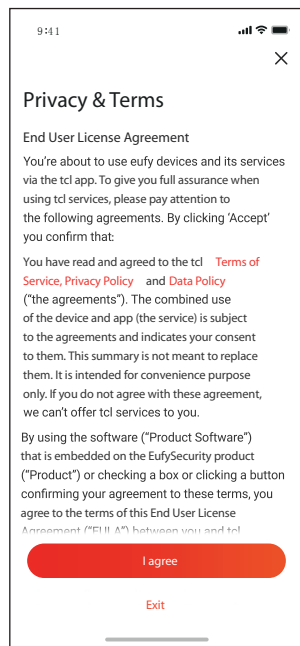 9:41
Privacy & Terms
End User License Agreement
You're about to use eufy devices and its services
via the tcl app. To give you full assurance when
using tcl services, please pay attention to
the following agreements. By clicking 'Accept'
you confirm that:
You have read and agreed to the tcl Terms of
Service, Privacy Policy and Data Policy
("the agreements"). The combined use
of the device and app (the service) is subject
to the agreements and indicates your consent
to them. This summary is not meant to replace
them. It is intended for convenience purpose
only. If you do not agree with these agreement,
we can't offer tcl services to you.
By using the software ("Product Software")
that is embedded on the EufySecurity product
("Product") or checking a box or clicking a button
confirming your agreement to these terms, you
agree to the terms of this End User License
Agreement ("EULA") between you and tcl
I agree
Exit